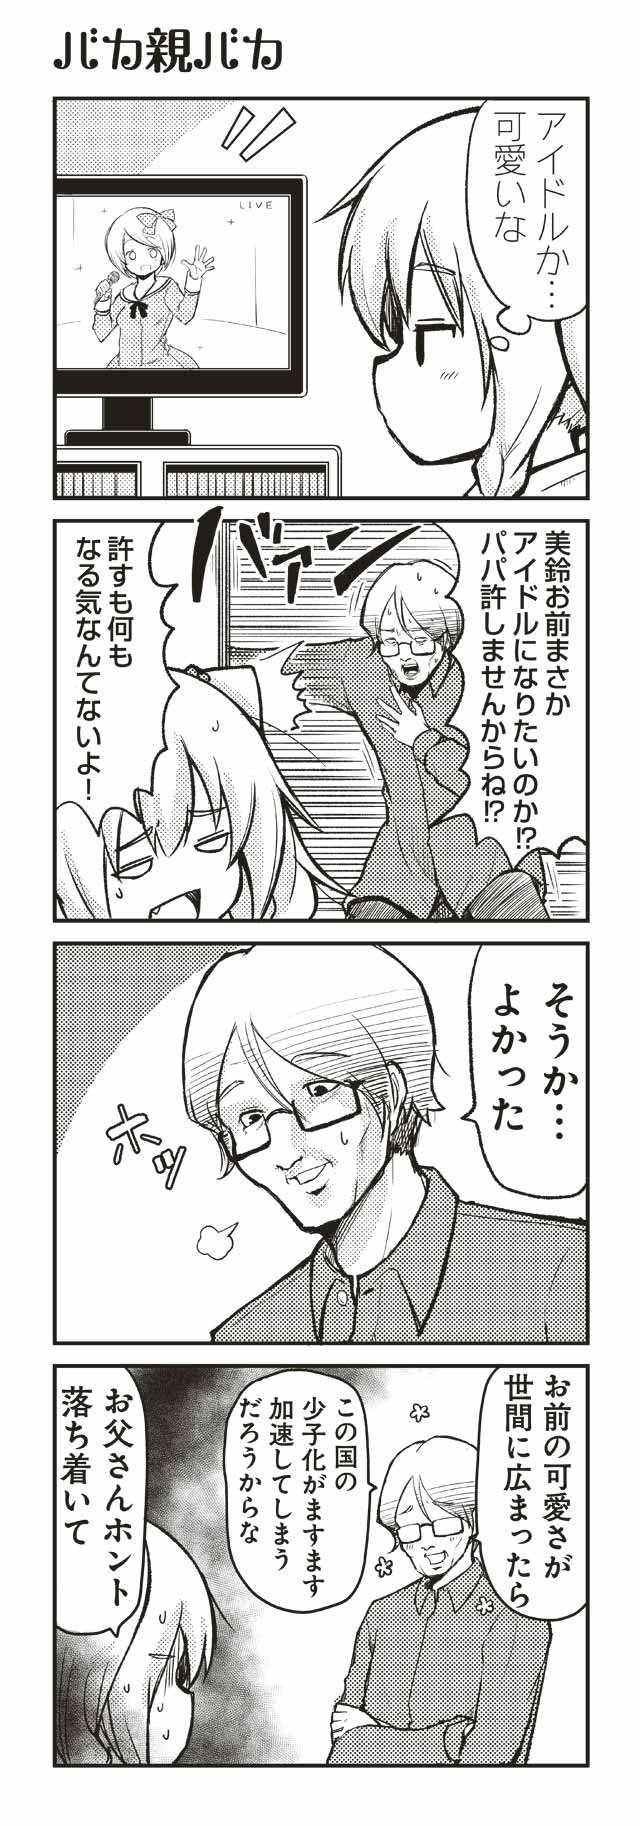 バカ親バカ
アイドルか…
可愛いな
LIVE
美鈴お前まさか
アイドルになりたいのか!?
パパ許しませんからね!?
バァン
許すも何も
なる気なんてないよ！
そうか…
よかった
ホッ
お前の可愛さが
世間に広まったら
この国の
少子化がますます
加速してしまう
だろうからな
お父さんホント
落ち着いて